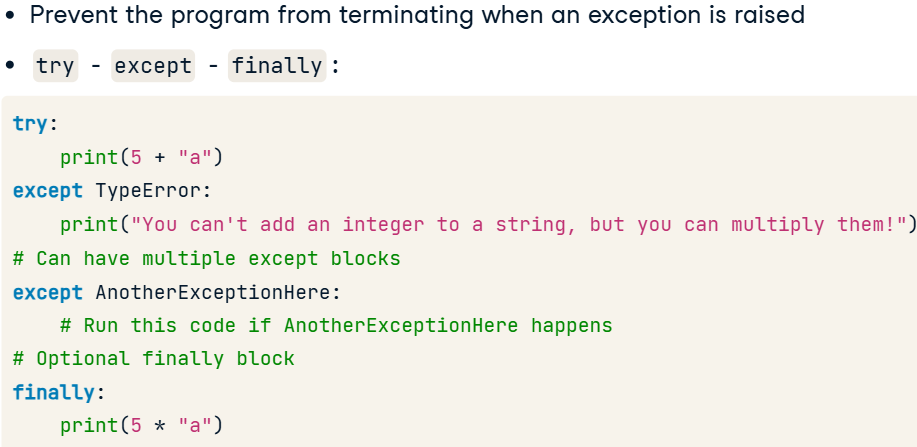 • Prevent the program from terminating when an exception is raised
• try - except - finally :
try:
    print(5 + "a")
except TypeError:
    print("You can't add an integer to a string, but you can multiply them!")
# Can have multiple except blocks
except AnotherExceptionHere:
    # Run this code if AnotherExceptionHere happens
# Optional finally block
finally:
    print(5 * "a")